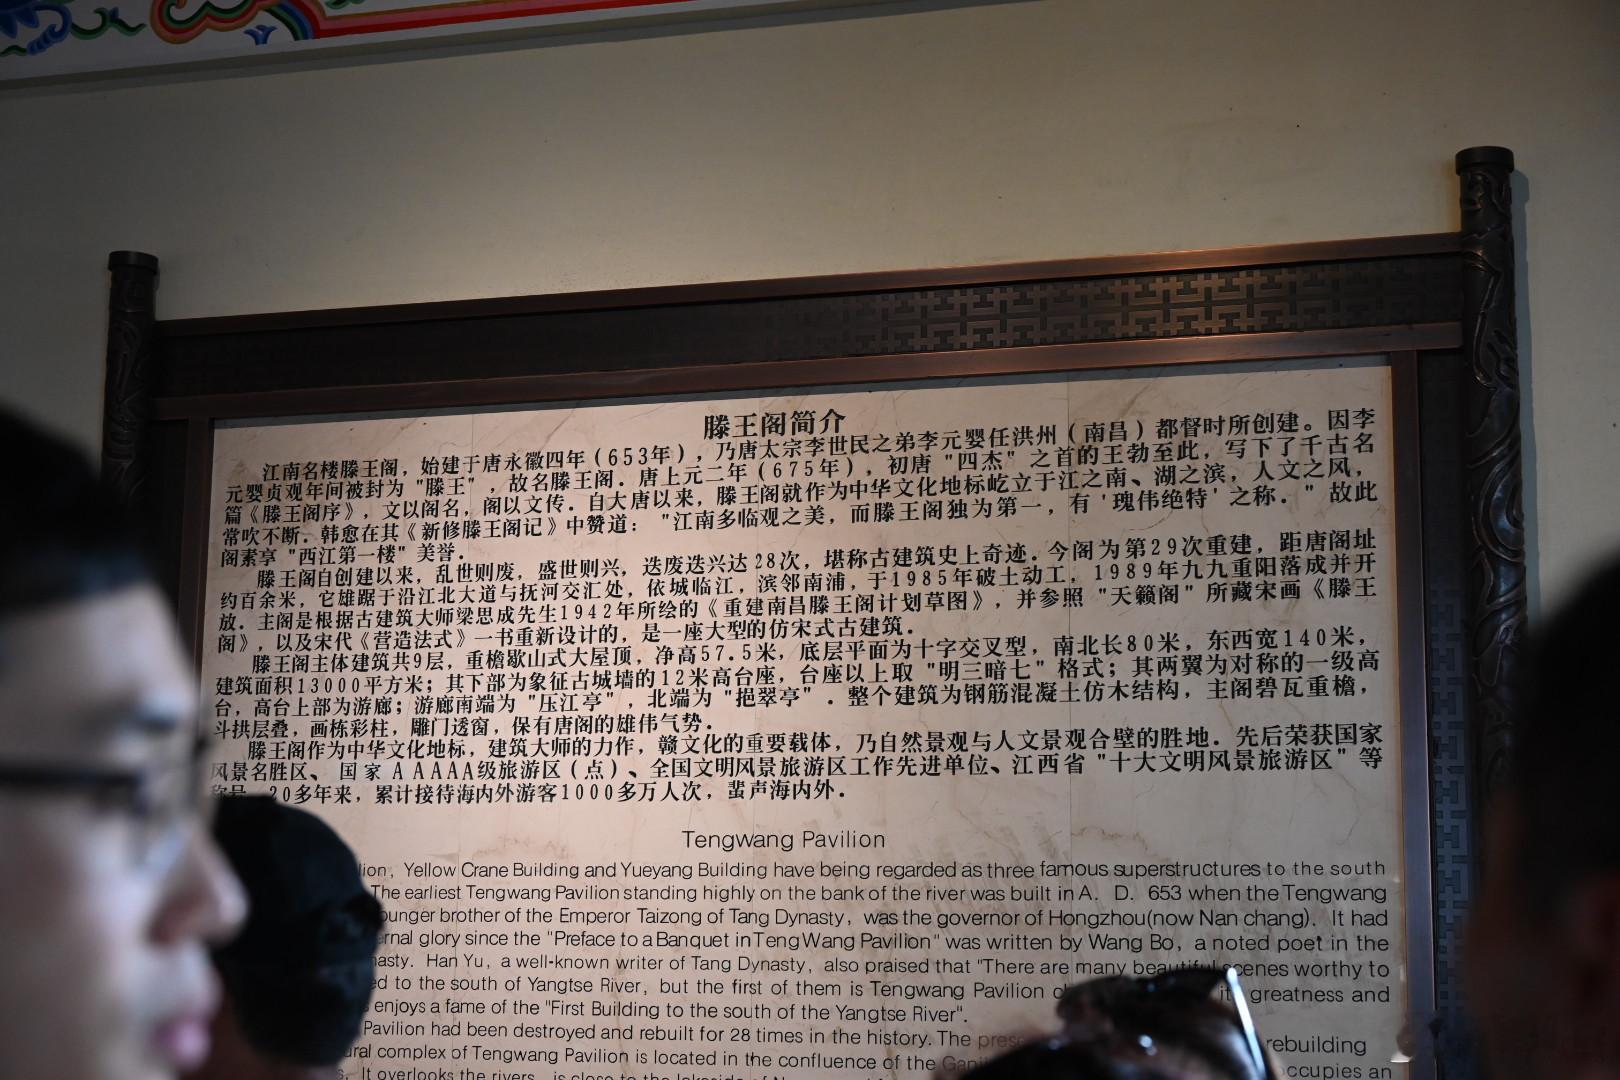 滕王阁简介
江南名楼滕王阁，始建于唐永徽四年（653年），乃唐太宗李世民之弟李元婴任洪州（南昌）都督时所创建。因李
元婴贞观年间被封为"滕王"，故名滕王阁．唐上元二年（675年），初唐"四杰"之首的王勃至此，写下了千古名
篇《滕王阁序》，文以阁名，阁以文传．自大唐以来，滕王阁就作为中华文化地标屹立于江之南、湖之滨，人文之风，
常吹不断．韩愈在其《新修滕王阁记》中赞道："江南多临观之美，而滕王阁独为第一，有'瑰伟绝特'之称．"故此
阁素享"西江第一楼"美誉．
滕王阁自创建以来，乱世则废，盛世则兴，迭废迭兴达28次，堪称古建筑史上奇迹．今阁为第29次重建，距唐阁址
约百余米，它雄踞于沿江北大道与抚河交汇处，依城临江，滨邻南浦，于1985年破土动工，1989年九九重阳落成并开
放．主阁是根据古建筑大师梁思成先生1942年所绘的《重建南昌滕王阁计划草图》，并参照"天籁阁"所藏宋画《滕王
阁》，以及宋代《营造法式》一书重新设计的，是一座大型的仿宋式古建筑．
滕王阁主体建筑共9层，重檐歇山式大屋顶，净高57.5米，底层平面为十字交叉型，南北长80米，东西宽140米，
建筑面积13000平方米；其下部为象征古城墙的12米高台座，台座以上取"明三暗七"格式；其两翼为对称的一级高
台，高台上部为游廊；游廊南端为"压江亭"，北端为"挹翠亭"．整个建筑为钢筋混凝土仿木结构，主阁碧瓦重檐，
斗拱层叠，画栋彩柱，雕门透窗，保有唐阁的雄伟气势．
滕王阁作为中华文化地标，建筑大师的力作，赣文化的重要载体，乃自然景观与人文景观合璧的胜地．先后荣获国家
风景名胜区、国家AAAAA级旅游区（点）、全国文明风景旅游区工作先进单位、江西省"十大文明风景旅游区"等
称号．20多年来，累计接待海内外游客1000多万人次，蜚声海内外．
Tengwang Pavilion
Yellow Crane Building and Yueyang Building have being regarded as three famous superstructures to the south
The earliest Tengwang Pavilion standing highly on the bank of the river was built in A. D. 653 when the Tengwang
brother of the Emperor Taizong of Tang Dynasty, was the governor of Hongzhou(now Nan chang). It had
glory since the "Preface to a Banquet in TengWang Pavilion" was written by Wang Bo, a noted poet in the
Han Yu, a well-known writer of Tang Dynasty, also praised that "There are many beautiful scenes worthy to
to the south of Yangtse River, but the first of them is Tengwang Pavilion greatness and
enjoys a fame of the "First Building to the south of the Yangtse River".
Pavilion had been destroyed and rebuilt for 28 times in the history. The rebuilding
complex of Tengwang Pavilion is located in the confluence of the
It overlooks the rivers, is close to the lakeside of occupies an